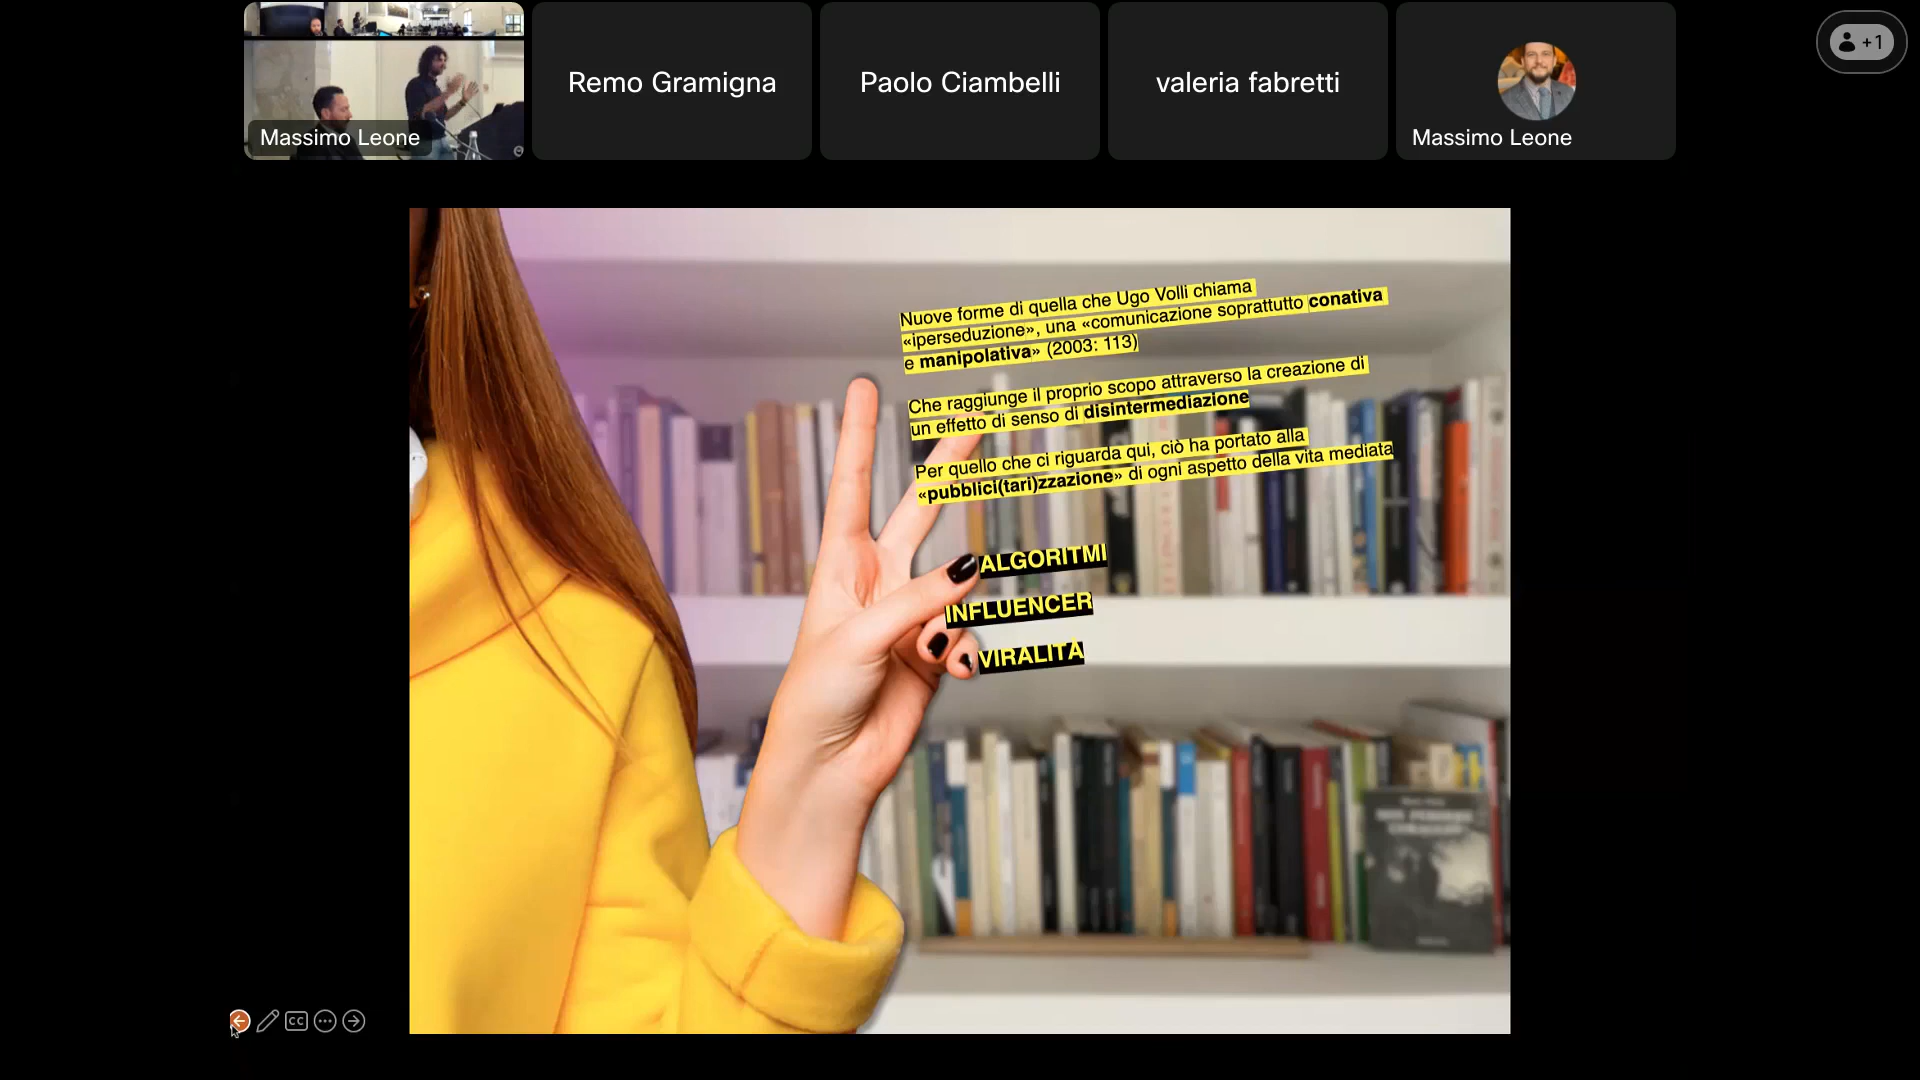 Massimo Leone
Remo Gramigna
Paolo Ciambelli
valeria fabretti
Massimo Leone
+1
Nuove forme di quella che Ugo Volli chiama
«iperseduzione», una «comunicazione soprattutto conativa
e manipolativa» (2003: 113)
Che raggiunge il proprio scopo attraverso la creazione di
un effetto di senso di disintermediazione
Per quello che ci riguarda qui, ciò ha portato alla
«pubblici(tari)zzazione» di ogni aspetto della vita mediata
ALGORITMI
INFLUENCER
VIRALITÀ
CC